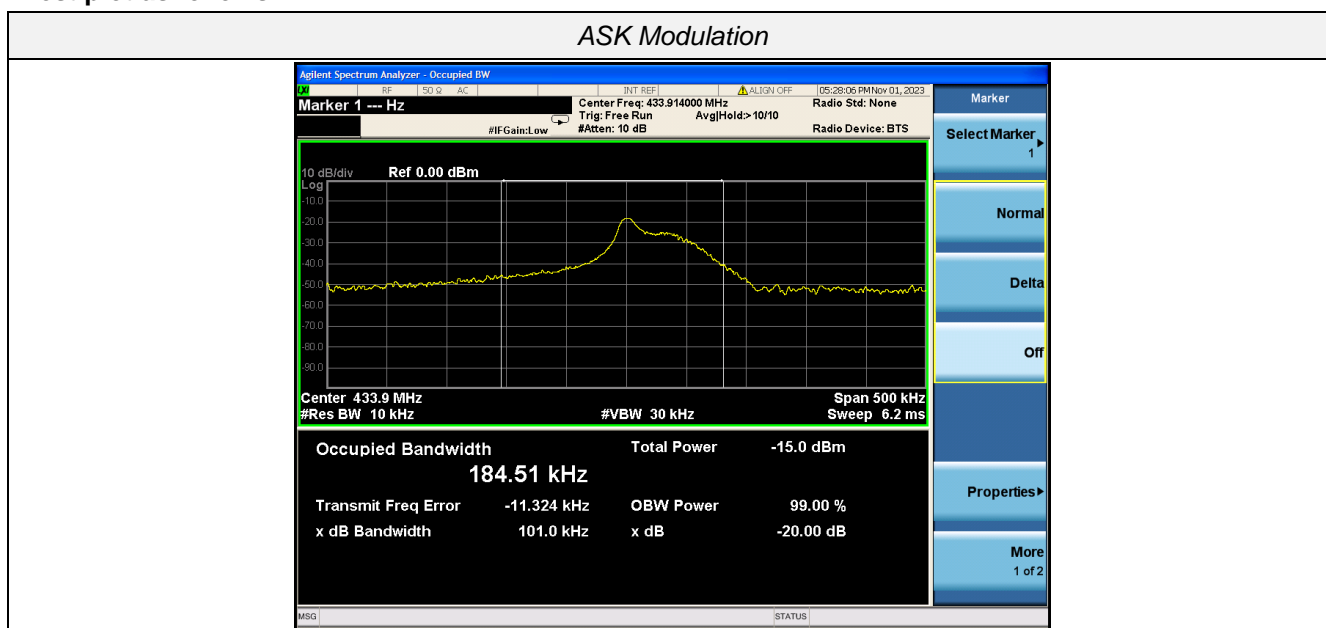 ASK Modulation
Agilent Spectrum Analyzer - Occupied BW
LXI RF 50 Ω AC INT REF ALIGN OFF 05:28:06 PM Nov 01, 2023
Marker 1 --- Hz
Center Freq: 433.914000 MHz Radio Std: None
Trig: Free Run Avg|Hold:>10/10
#IFGain:Low #Atten: 10 dB Radio Device: BTS
10 dB/div Ref 0.00 dBm
Log
-10.0
-20.0
-30.0
-40.0
-50.0
-60.0
-70.0
-80.0
-90.0
Center 433.9 MHz Span 500 kHz
#Res BW 10 kHz #VBW 30 kHz Sweep 6.2 ms
Occupied Bandwidth Total Power -15.0 dBm
184.51 kHz
Transmit Freq Error -11.324 kHz OBW Power 99.00 %
x dB Bandwidth 101.0 kHz x dB -20.00 dB
MSG STATUS
Marker
Select Marker
1
Normal
Delta
Off
Properties
More
1 of 2